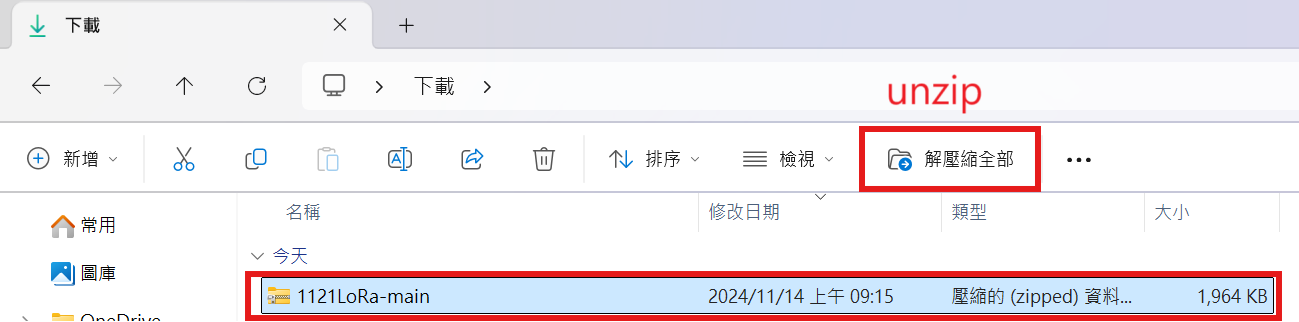 下載
下載
unzip
新增
排序
檢視
解壓縮全部
名稱
修改日期
類型
大小
常用
今天
圖庫
1121LoRa-main
2024/11/14 上午 09:15
壓縮的 (zipped) 資料...
1,964 KB
OneDrive